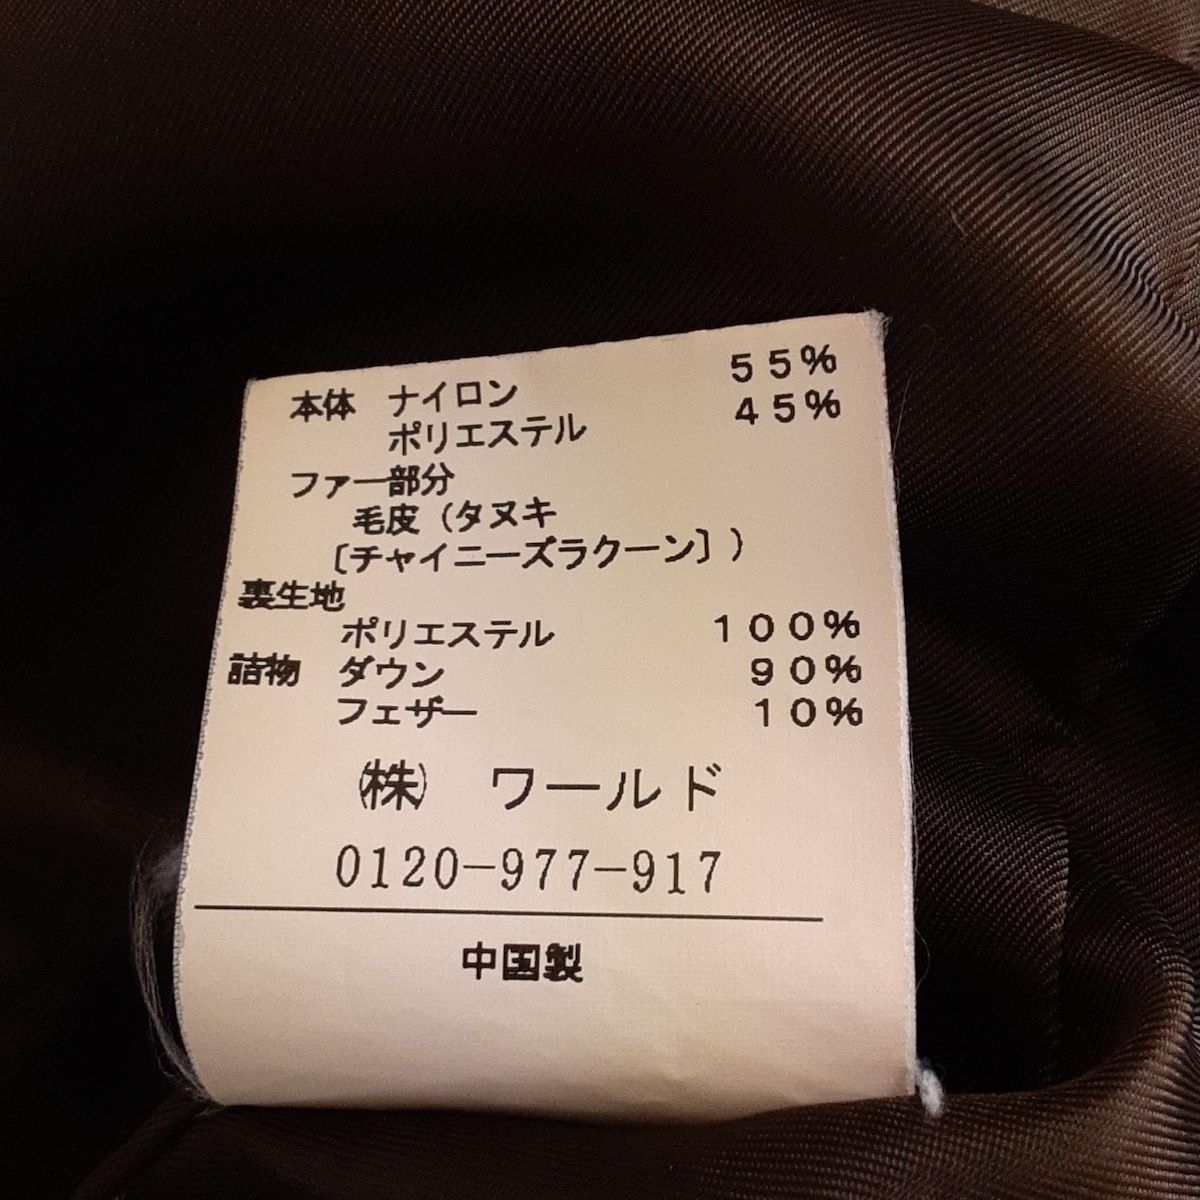 本体 ナイロン 55%
ポリエステル 45%
ファー部分
毛皮(タヌキ
〔チャイニーズラクーン〕)
裏生地
ポリエステル 100%
詰物 ダウン 90%
フェザー 10%
㈱ ワールド
0120-977-917
中国製